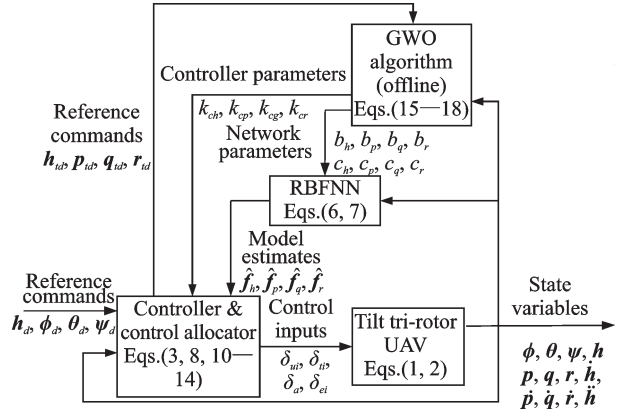 GWO
algorithm
(offline)
Eqs.(15—18)
Controller parameters
k_ch, k_cp, k_cg, k_cr
Network
parameters
b_h, b_p, b_q, b_r
c_h, c_p, c_q, c_r
Reference
commands
h_td, p_td, q_td, r_td
RBFNN
Eqs.(6, 7)
Model
estimates
f̂_h, f̂_p, f̂_q, f̂_r
Reference
commands
h_d, ϕ_d, θ_d, ψ_d
Controller &
control allocator
Eqs.(3, 8, 10—
14)
Control
inputs
δ_ui, δ_ti,
δ_a, δ_ei
Tilt tri-rotor
UAV
Eqs.(1, 2)
State
variables
ϕ, θ, ψ, h
p, q, r, ḣ,
ṗ, q̇, ṙ, ḧ